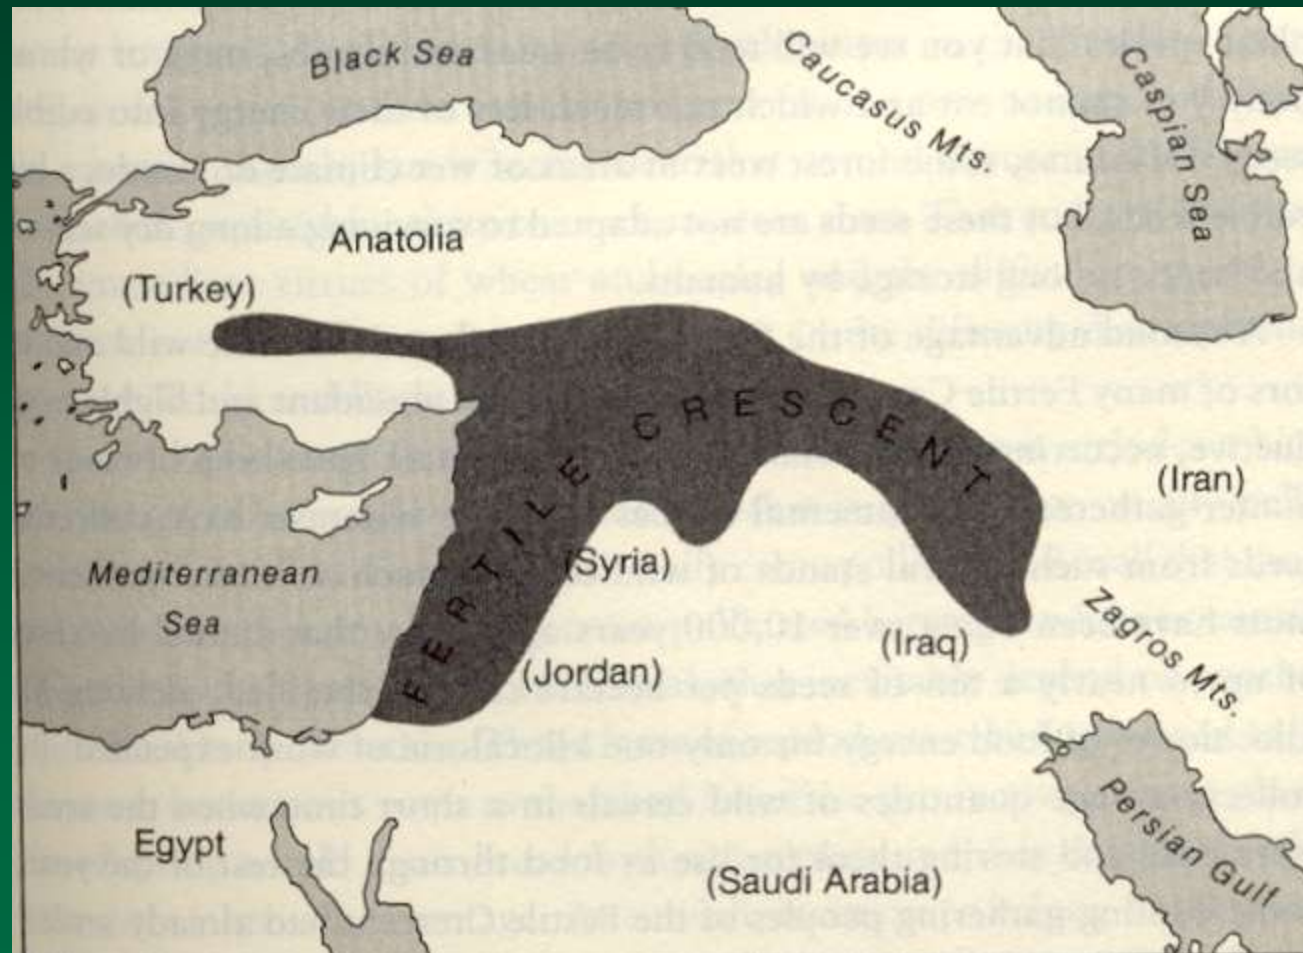 Black Sea
Caucasus Mts.
Caspian Sea
Anatolia
(Turkey)
FERTILE CRESCENT
(Iran)
Mediterranean
Sea
(Syria)
(Iraq)
Zagros Mts.
(Jordan)
Egypt
(Saudi Arabia)
Persian Gulf